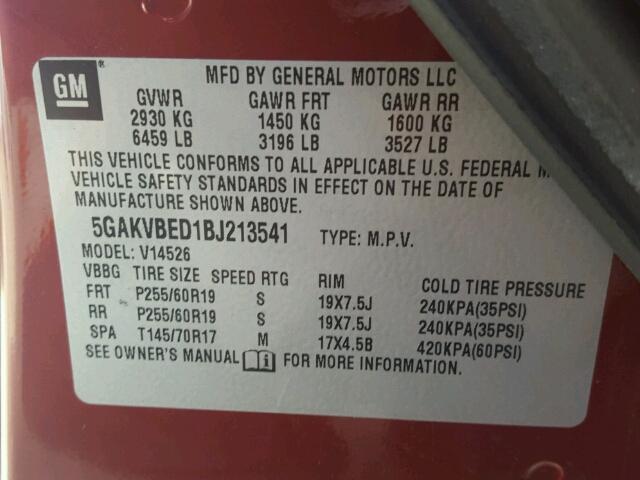 GM ®
MFD BY GENERAL MOTORS LLC
GVWR GAWR FRT GAWR RR
2930 KG 1450 KG 1600 KG
6459 LB 3196 LB 3527 LB
THIS VEHICLE CONFORMS TO ALL APPLICABLE U.S. FEDERAL M
VEHICLE SAFETY STANDARDS IN EFFECT ON THE DATE OF
MANUFACTURE SHOWN ABOVE.
5GAKVBED1BJ213541 TYPE: M.P.V.
MODEL: V14526
VBBG TIRE SIZE SPEED RTG RIM COLD TIRE PRESSURE
FRT P255/60R19 S 19X7.5J 240KPA(35PSI)
RR P255/60R19 S 19X7.5J 240KPA(35PSI)
SPA T145/70R17 M 17X4.5B 420KPA(60PSI)
SEE OWNER'S MANUAL FOR MORE INFORMATION.